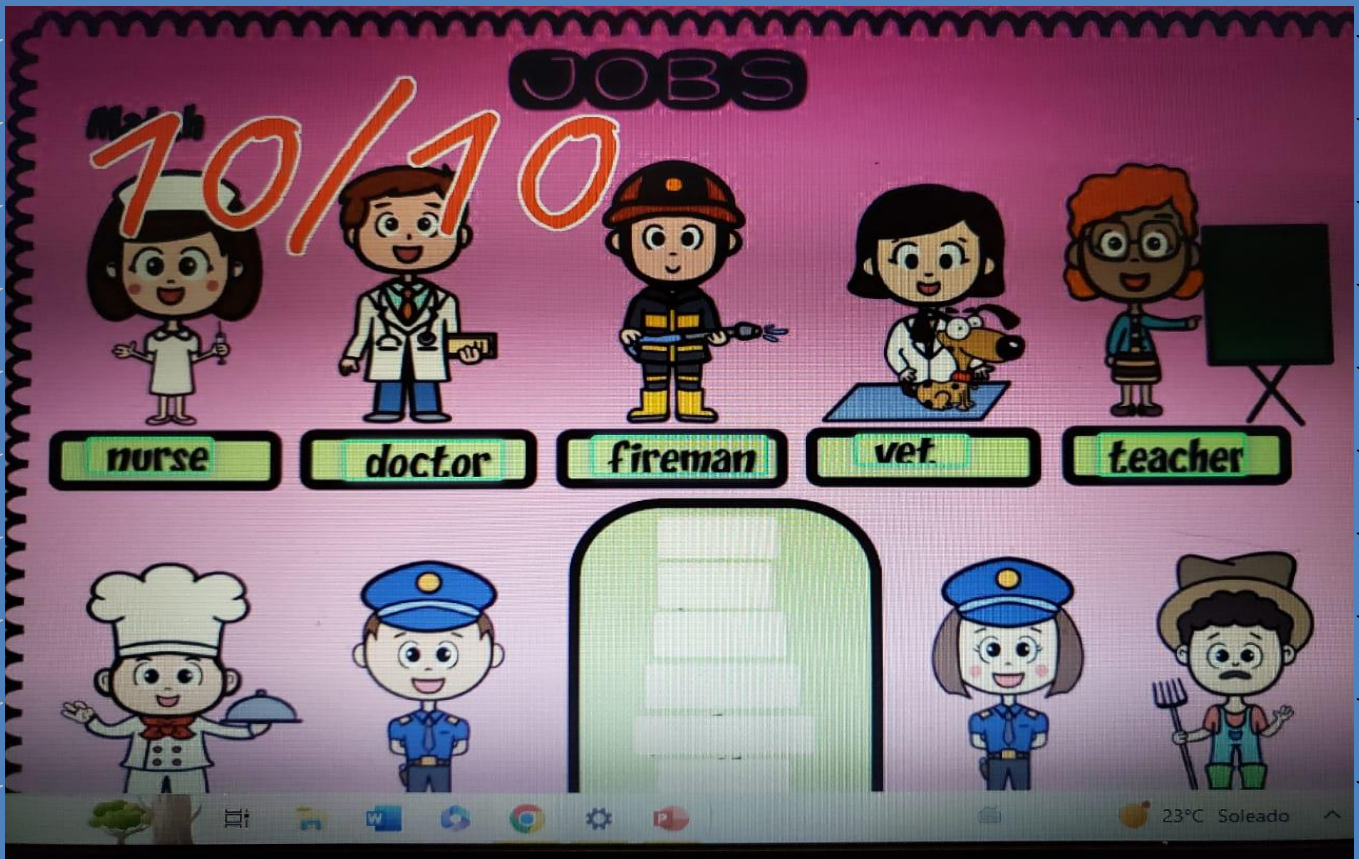 JOBS
Match
10/10
nurse
doctor
fireman
vet
teacher
23°C Soleado